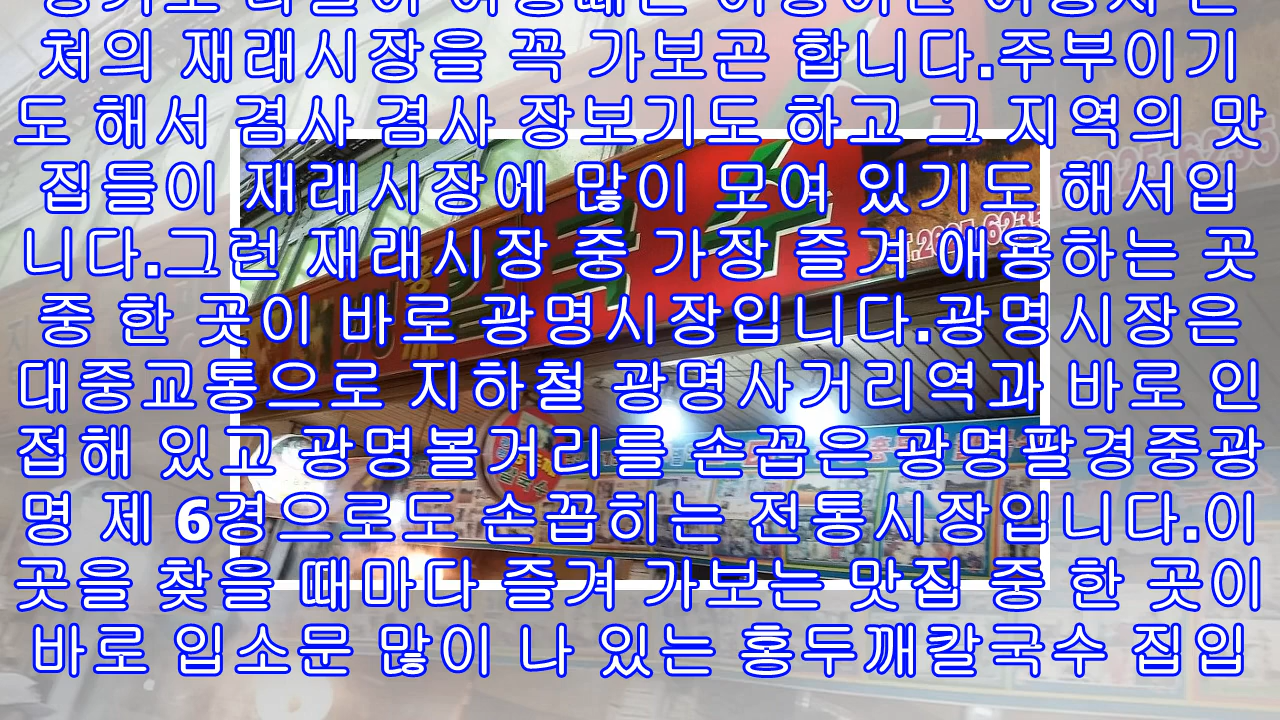 처의 재래시장을 꼭 가보곤 합니다.주부이기
도 해서 겸사 겸사 장보기도 하고 그 지역의 맛
집들이 재래시장에 많이 모여 있기도 해서입
니다.그런 재래시장 중 가장 즐겨 애용하는 곳
중 한 곳이 바로 광명시장입니다.광명시장은
대중교통으로 지하철 광명사거리역과 바로 인
접해 있고 광명볼거리를 손꼽은 광명팔경중광
명 제 6경으로도 손꼽히는 전통시장입니다.이
곳을 찾을 때마다 즐겨 가보는 맛집 중 한 곳이
바로 입소문 많이 나 있는 홍두깨칼국수 집입